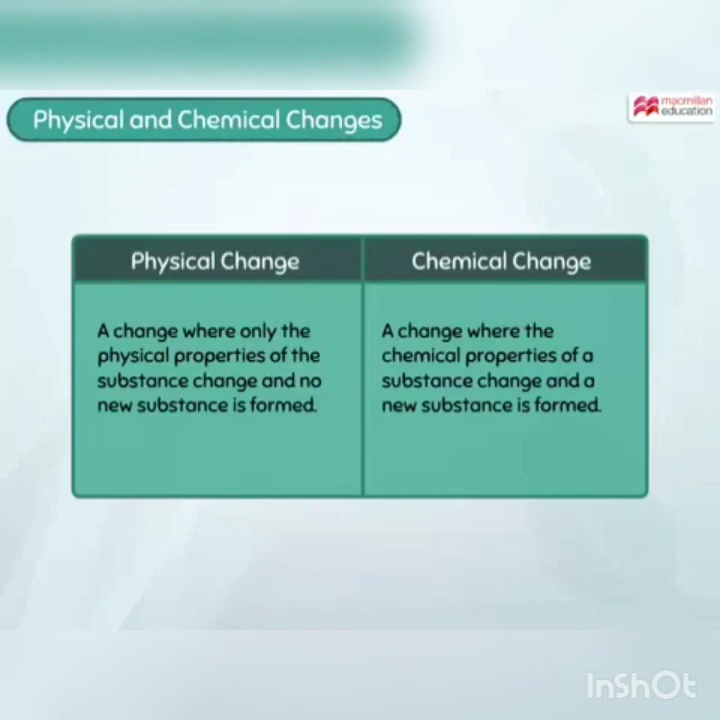 Physical and Chemical Changes
macmillan
education
Physical Change
Chemical Change
A change where only the
physical properties of the
substance change and no
new substance is formed.
A change where the
chemical properties of a
substance change and a
new substance is formed.
InShOt